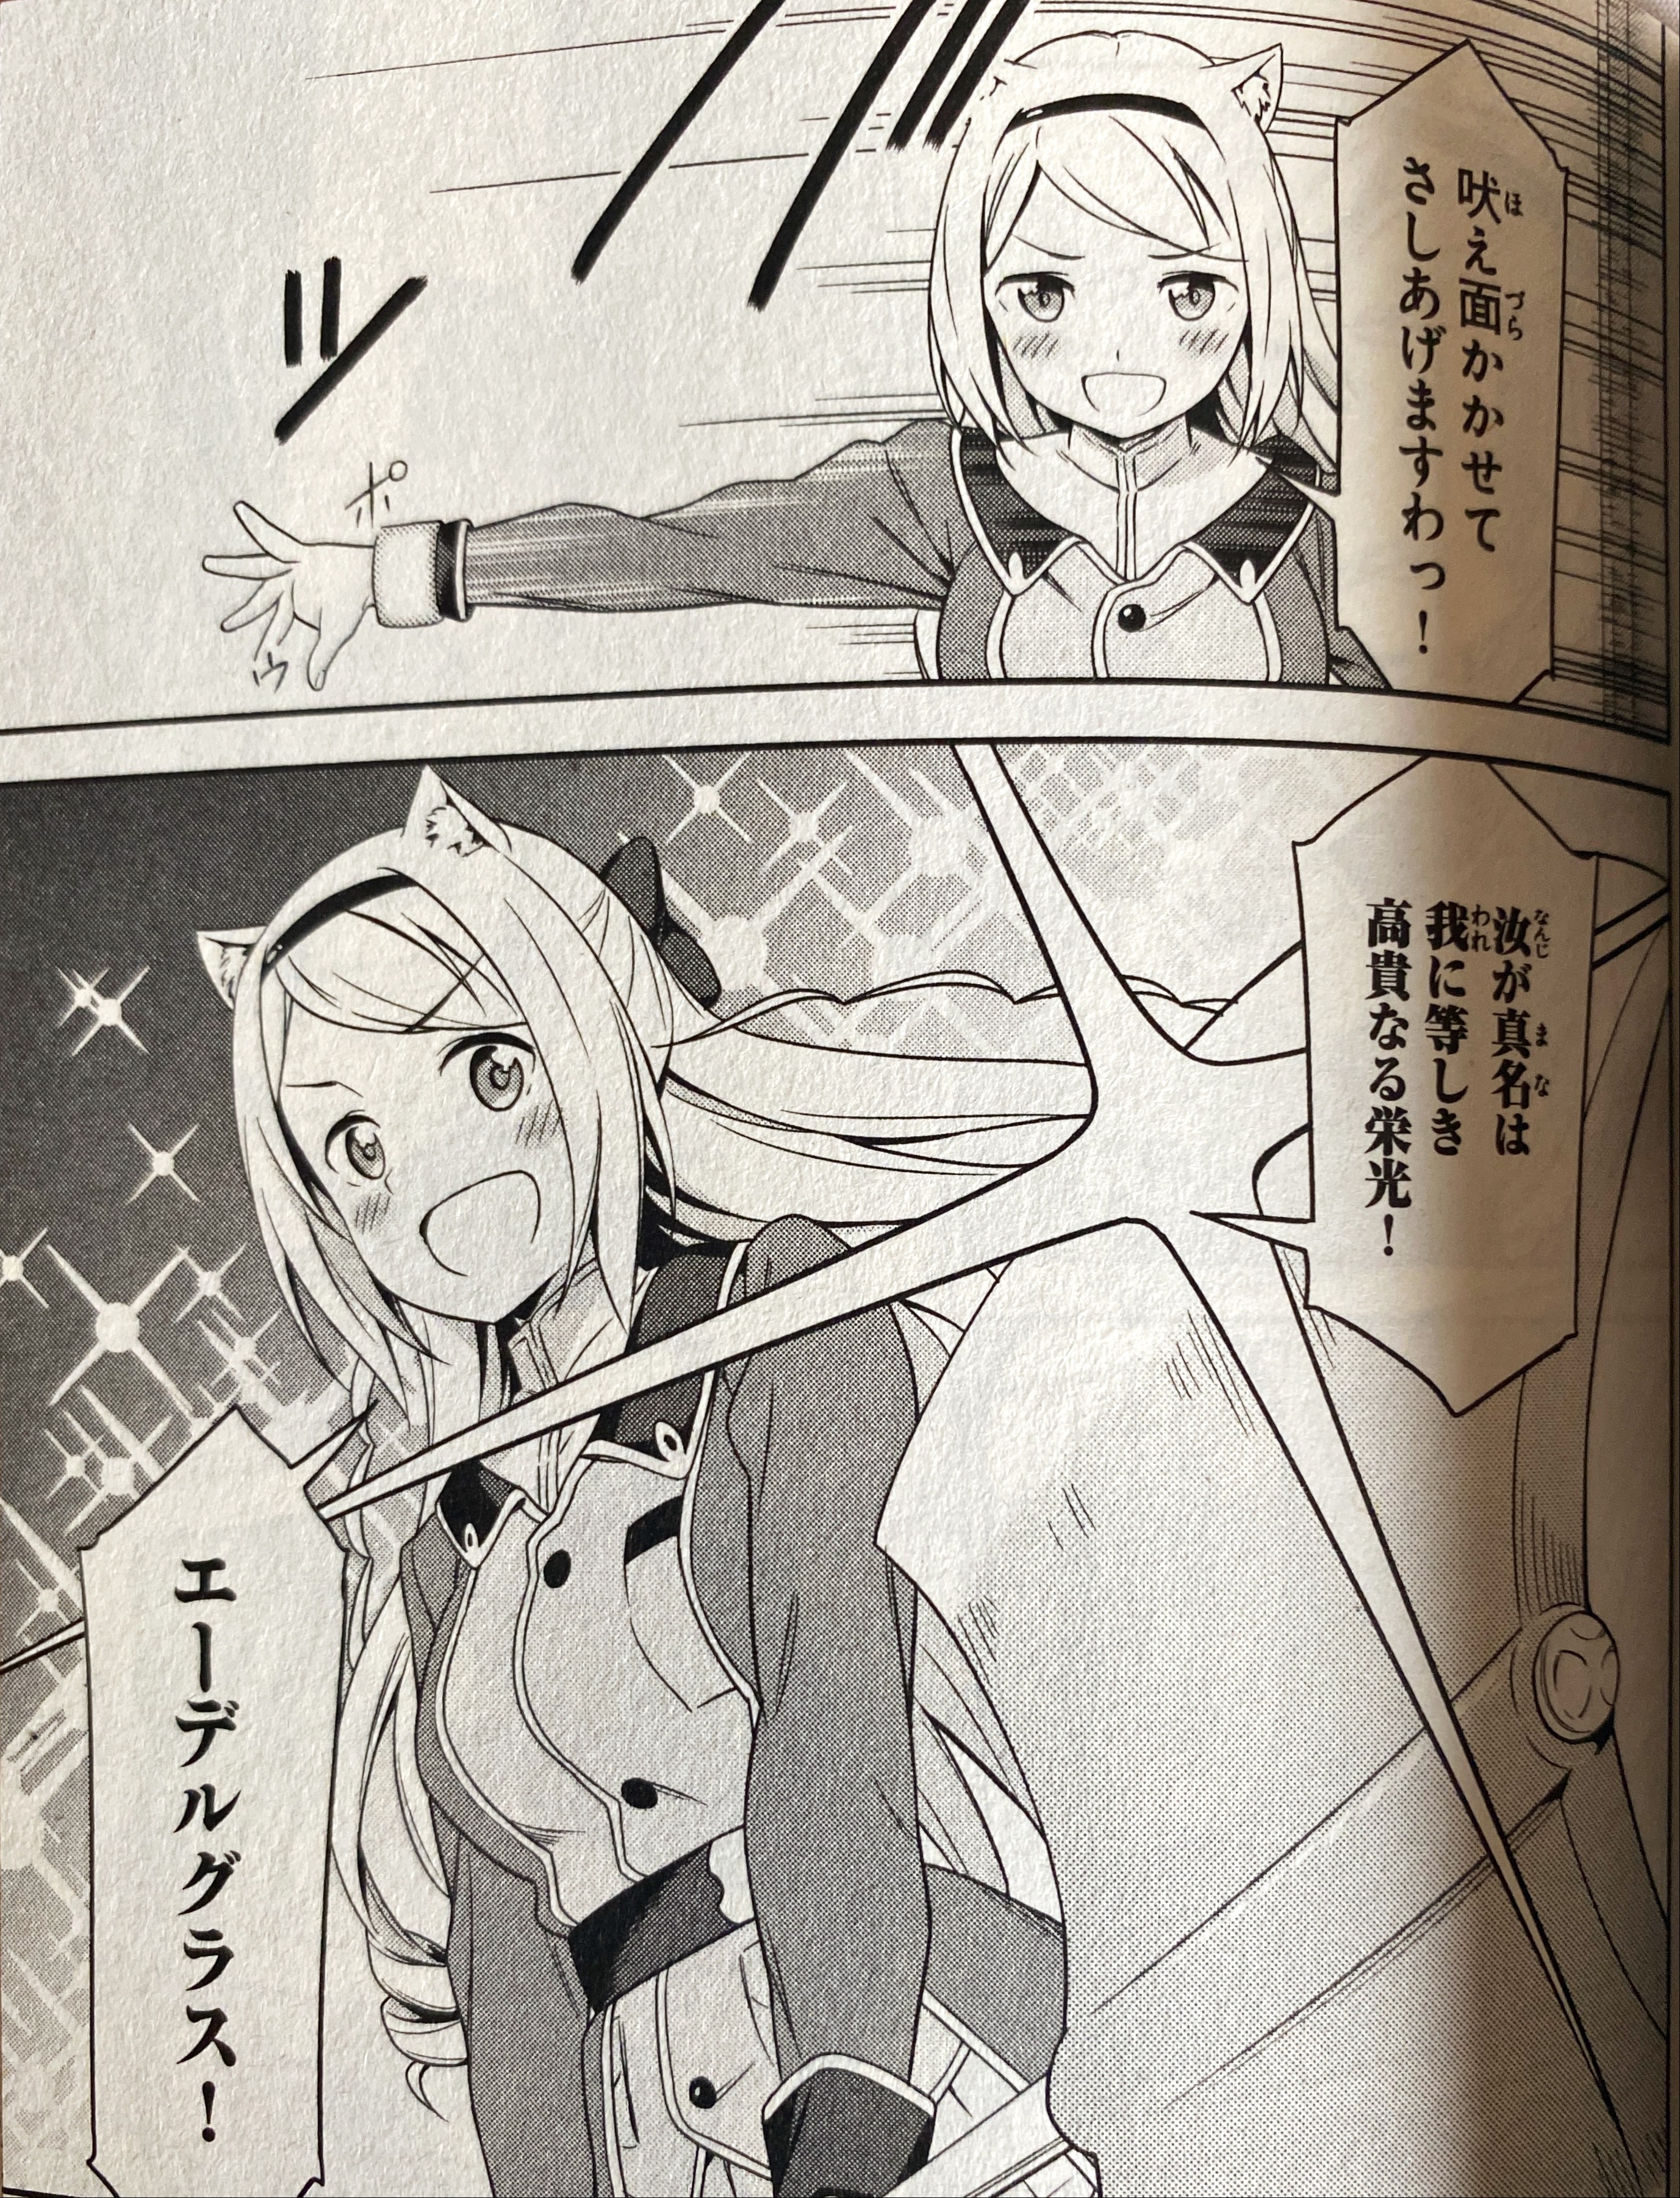 吠え面かかせて
さしあげますわっ！
バッ
ポ
ウ
汝が真名は
我に等しき
高貴なる栄光！
エーデルグラス！